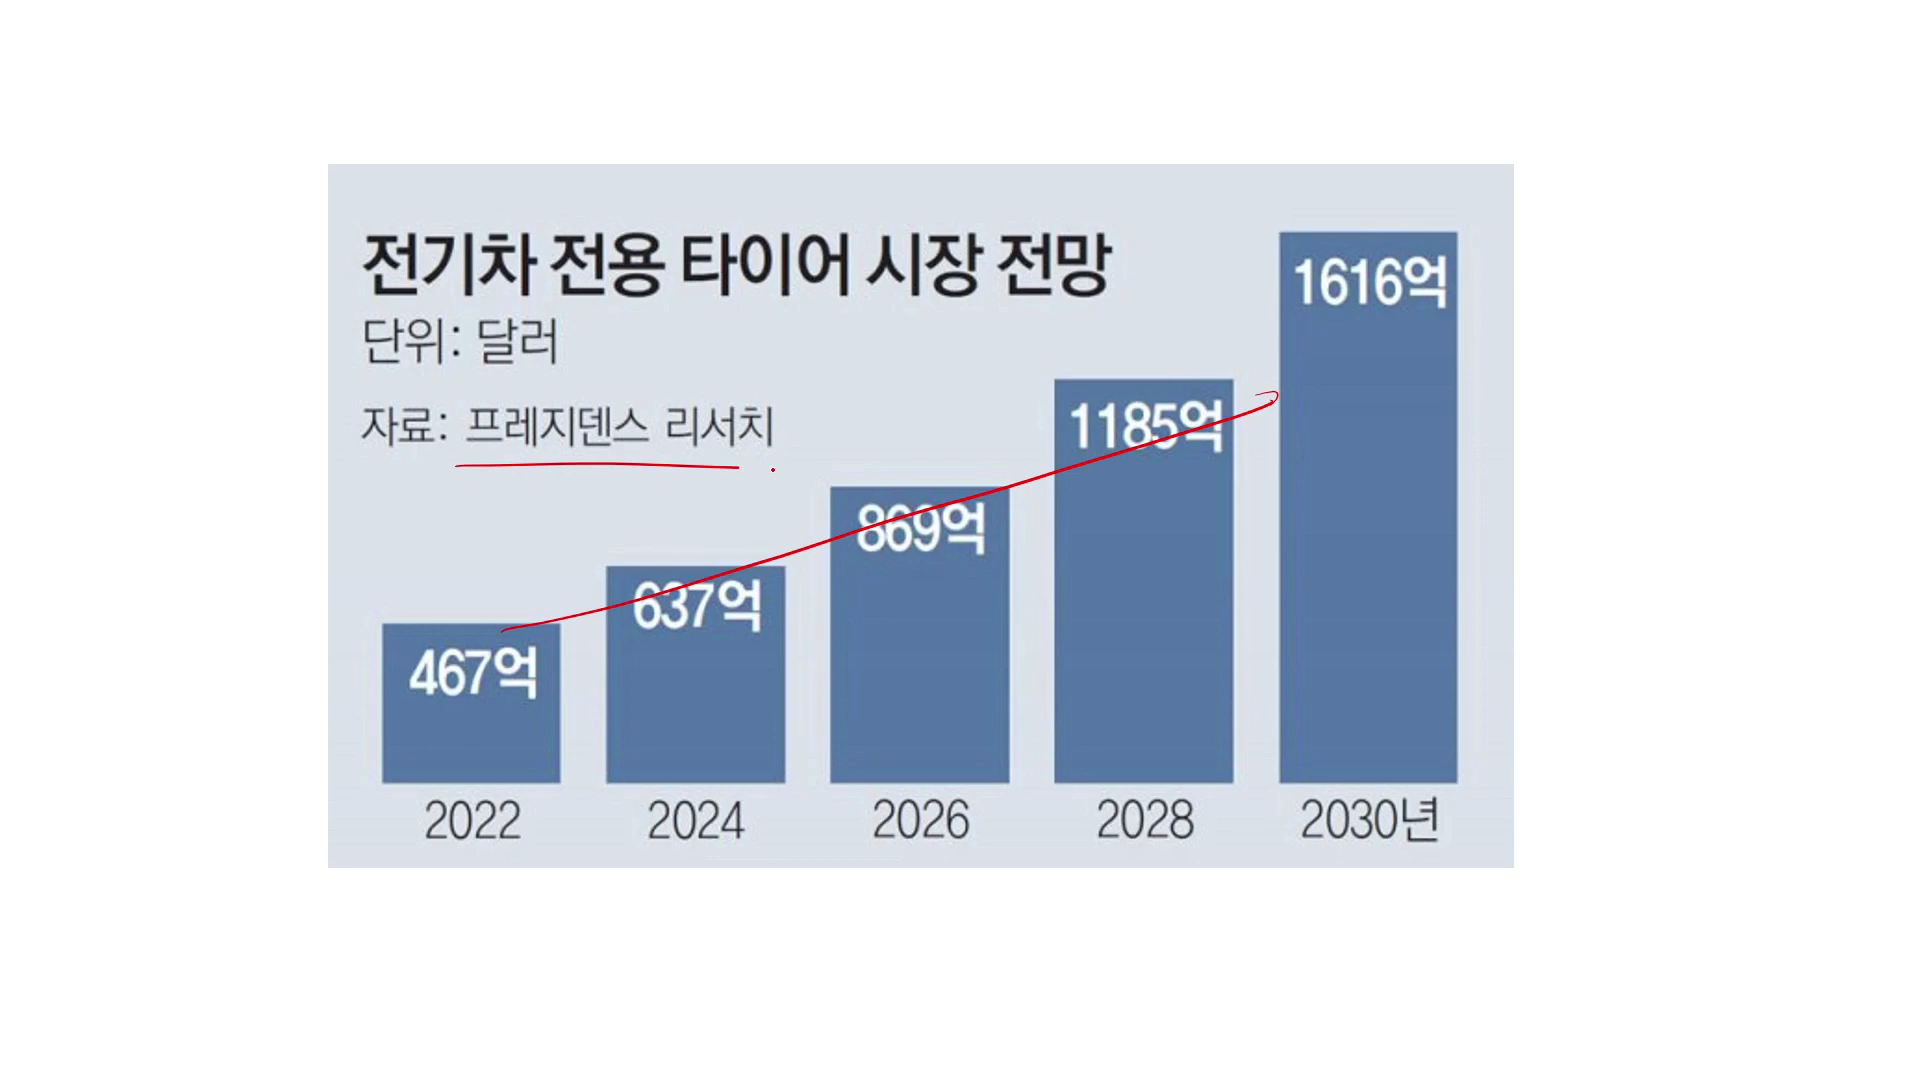 전기차 전용 타이어 시장 전망
단위: 달러
자료: 프레지덴스 리서치
467억
637억
869억
1185억
1616억
2022
2024
2026
2028
2030년